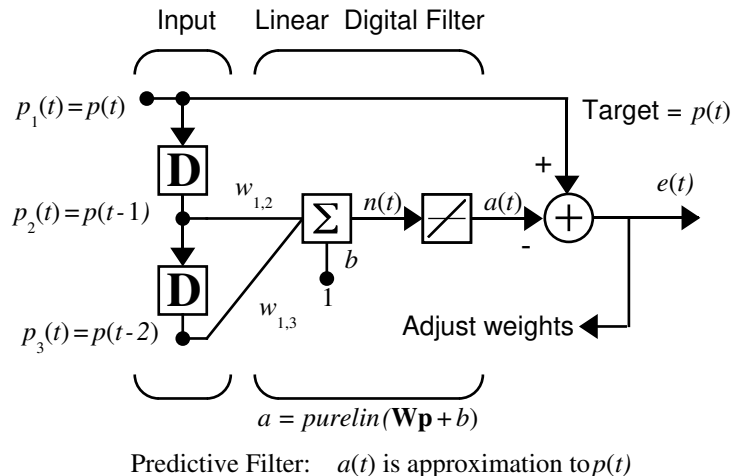 Input Linear Digital Filter
p1(t)=p(t)
Target = p(t)
D
+
e(t)
w1,2
n(t)
a(t)
p2(t)=p(t-1)
Σ
+
-
b
D
1
w1,3
p3(t)=p(t-2)
Adjust weights
a = purelin(Wp+b)
Predictive Filter: a(t) is approximation to p(t)